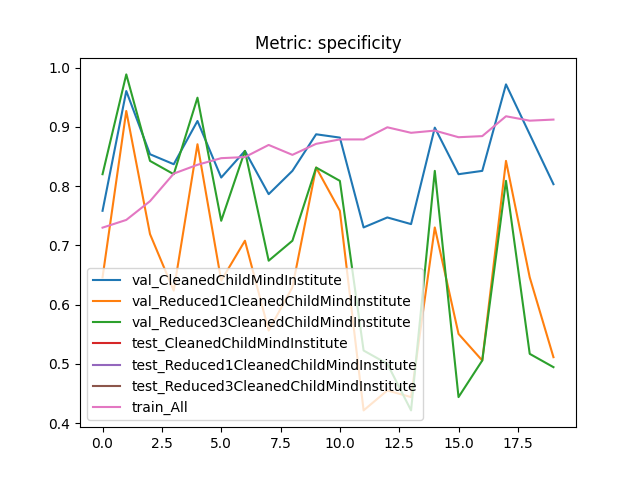 Metric: specificity
1.0
0.9
0.8
0.7
0.6
0.5
0.4
val_CleanedChildMindInstitute
val_Reduced1CleanedChildMindInstitute
val_Reduced3CleanedChildMindInstitute
test_CleanedChildMindInstitute
test_Reduced1CleanedChildMindInstitute
test_Reduced3CleanedChildMindInstitute
train_All
0.0 2.5 5.0 7.5 10.0 12.5 15.0 17.5